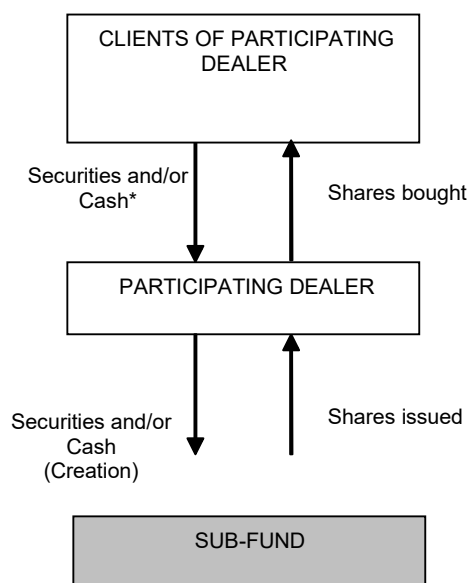 CLIENTS OF PARTICIPATING
DEALER
Securities and/or
Cash*
Shares bought
PARTICIPATING DEALER
Securities and/or
Cash
(Creation)
Shares issued
SUB-FUND